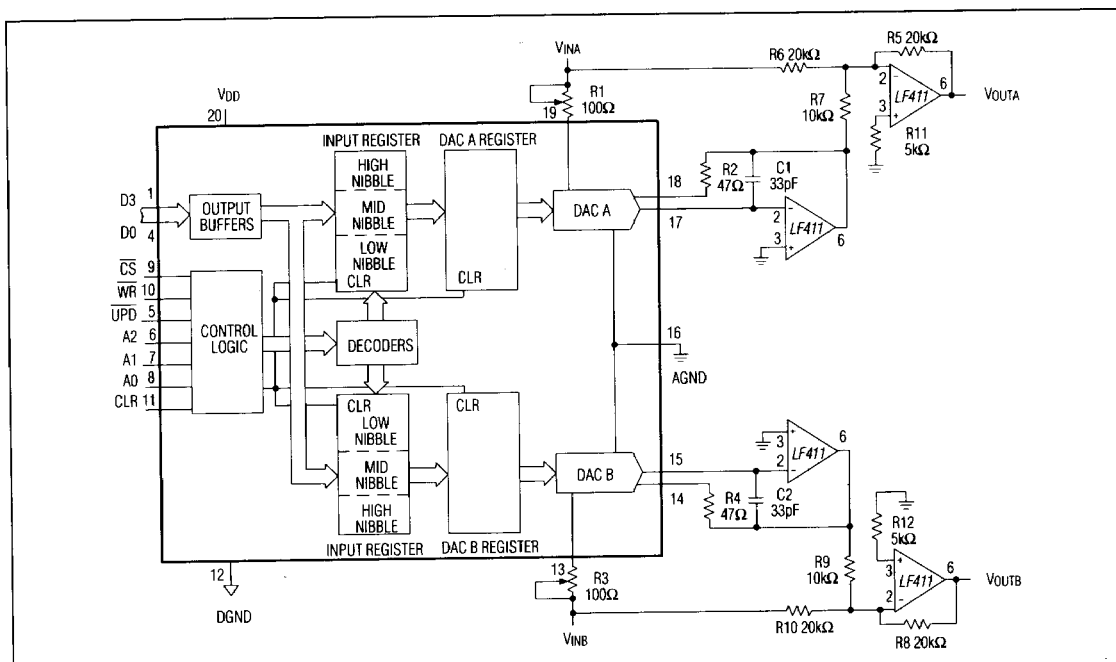 VINA
R6 20kΩ
R5 20kΩ
2
-
LF411
6
VOUTA
3
+
R11
5kΩ
R7
10kΩ
VDD
20
R1
100Ω
19
INPUT REGISTER
DAC A REGISTER
HIGH
NIBBLE
MID
NIBBLE
LOW
NIBBLE
CLR
CLR
D3 1
D0 4
OUTPUT
BUFFERS
DAC A
18
17
R2
47Ω
C1
33pF
2
-
LF411
3
+
6
CS 9
WR 10
UPD 5
A2 6
A1 7
A0 8
CLR 11
CONTROL
LOGIC
DECODERS
16
AGND
CLR
LOW
NIBBLE
MID
NIBBLE
HIGH
NIBBLE
CLR
INPUT REGISTER
DAC B REGISTER
DAC B
15
14
R4
47Ω
C2
33pF
3
+
LF411
2
-
6
R12
5kΩ
R9
10kΩ
3
+
LF411
2
-
6
VOUTB
12
DGND
13
R3
100Ω
VINB
R10 20kΩ
R8 20kΩ